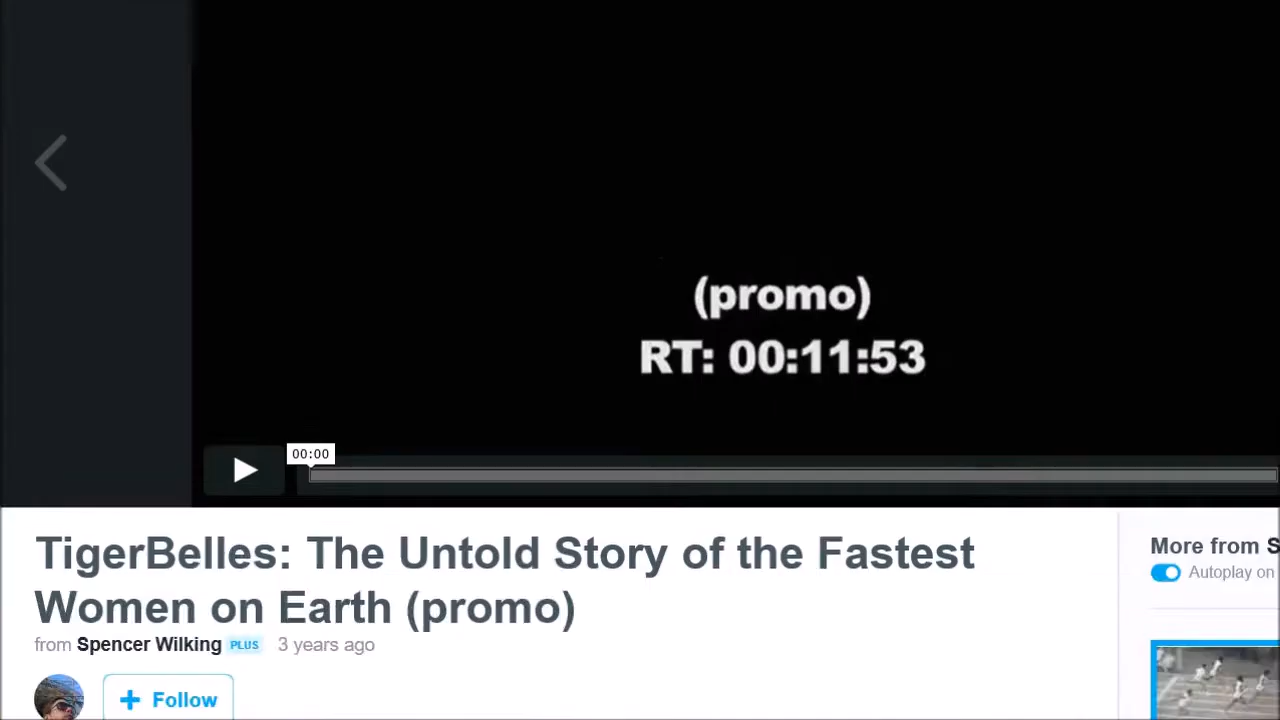 (promo)
RT: 00:11:53
00:00
TigerBelles: The Untold Story of the Fastest
Women on Earth (promo)
from Spencer Wilking PLUS 3 years ago
+ Follow
More from S
Autoplay on